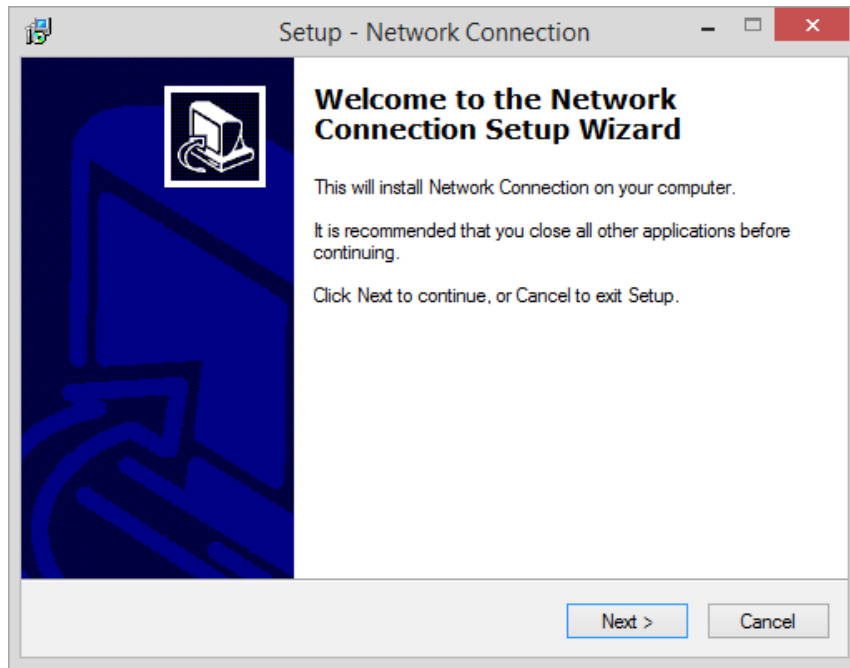 Setup - Network Connection
Welcome to the Network
Connection Setup Wizard
This will install Network Connection on your computer.
It is recommended that you close all other applications before
continuing.
Click Next to continue, or Cancel to exit Setup.
Next >
Cancel